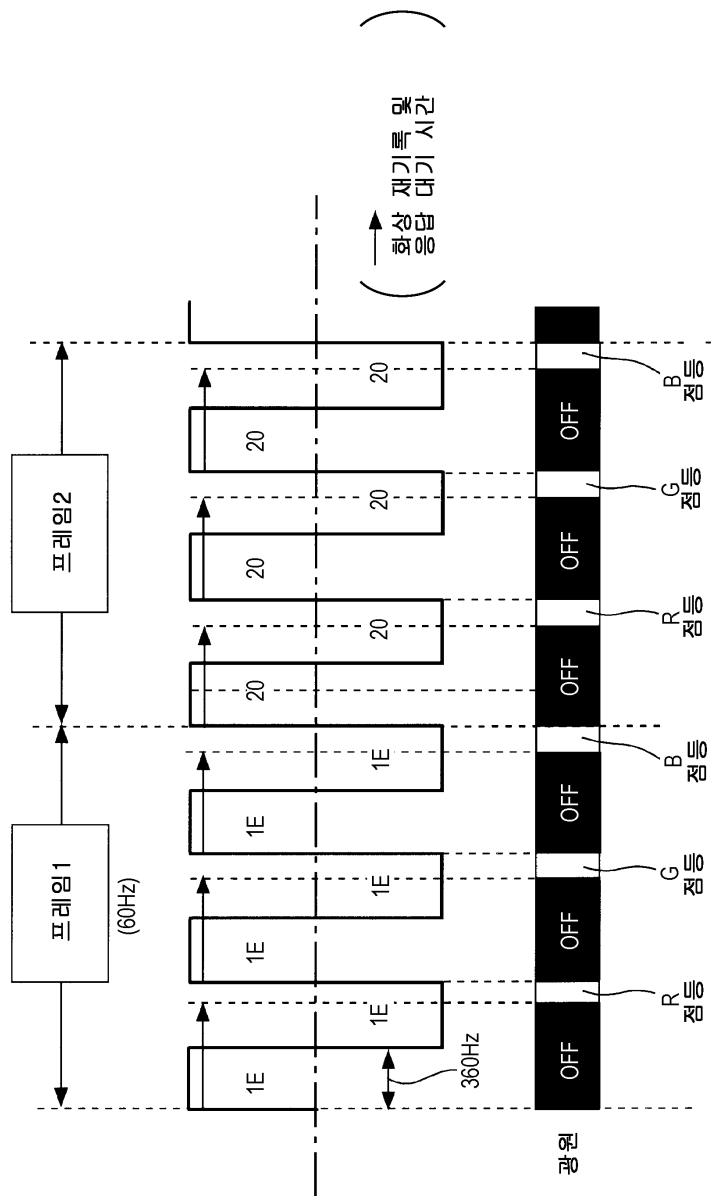 프레임1
프레임2
(60Hz)
1E
1E
1E
1E
1E
1E
20
20
20
20
20
20
360Hz
화상 재기록 및
응답 대기 시간
광원
OFF
OFF
OFF
OFF
OFF
OFF
R
점등
G
점등
B
점등
R
점등
G
점등
B
점등